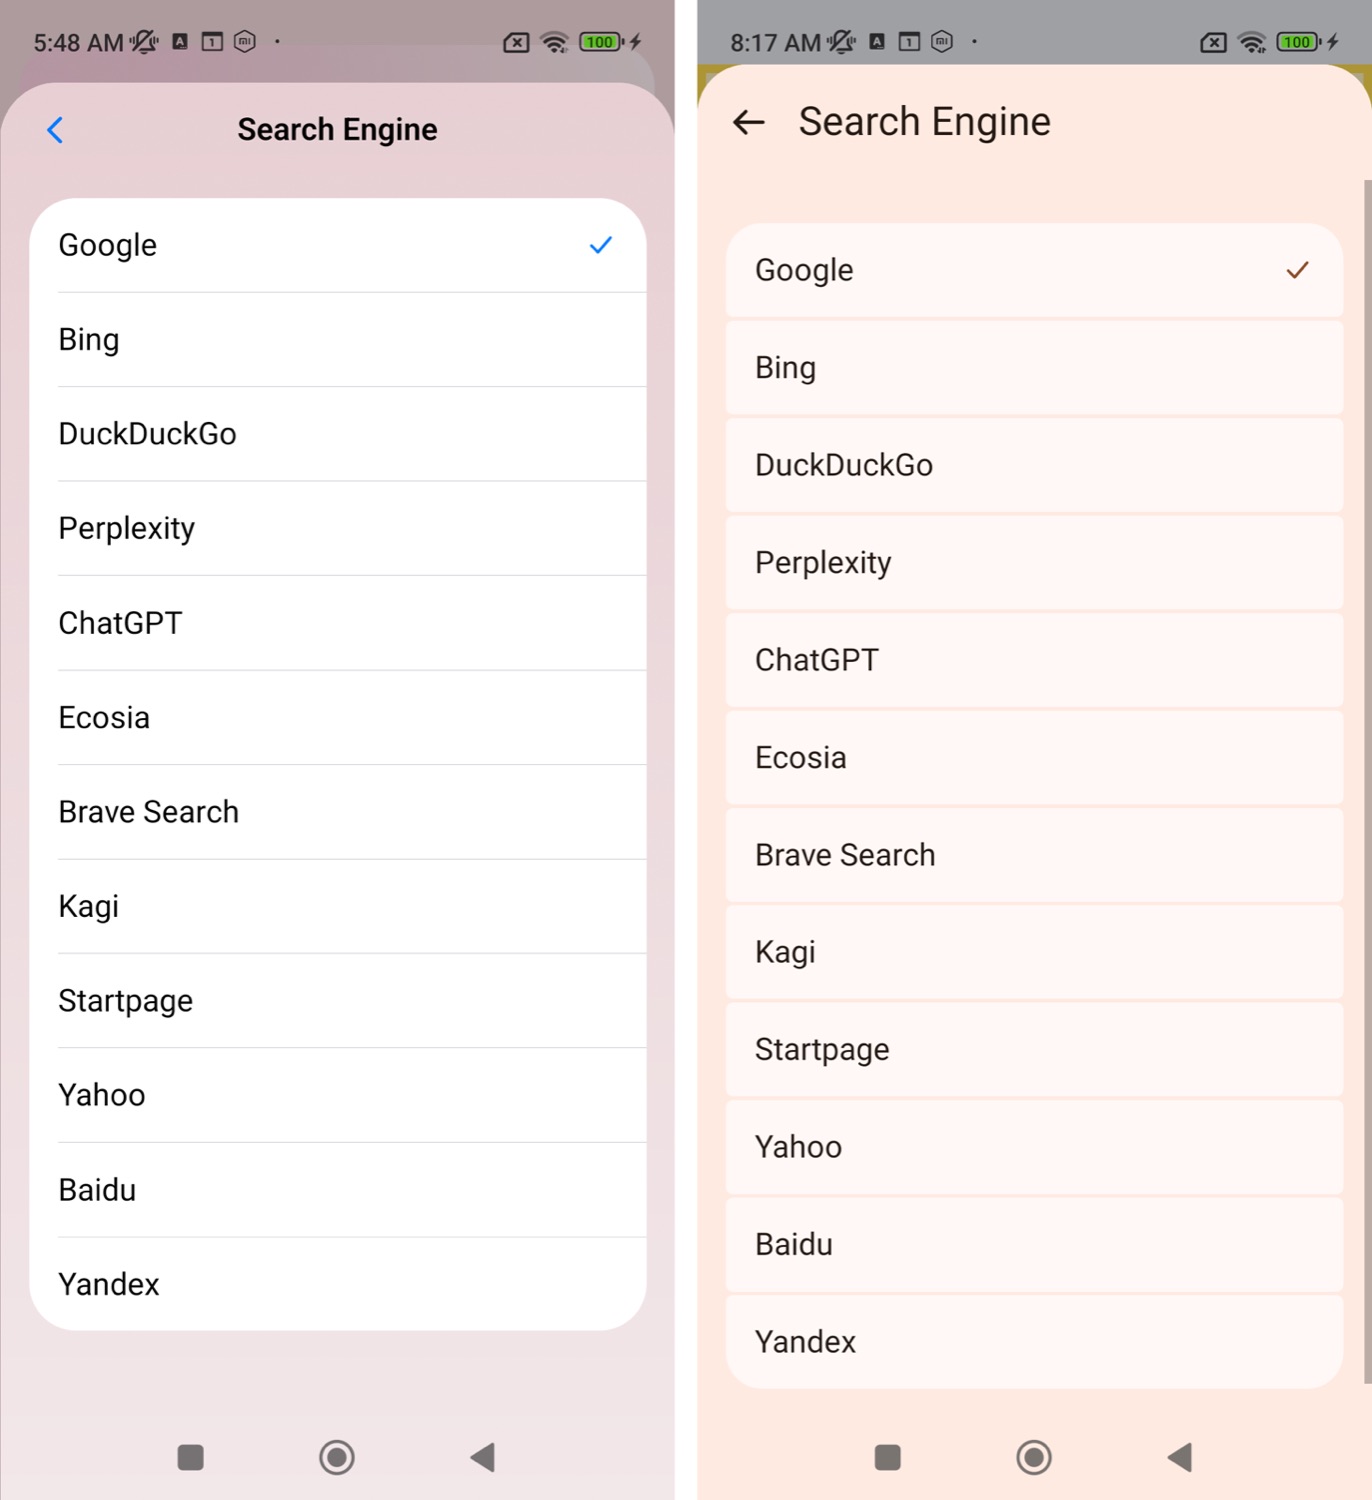 5:48 AM
100
Search Engine
Google
Bing
DuckDuckGo
Perplexity
ChatGPT
Ecosia
Brave Search
Kagi
Startpage
Yahoo
Baidu
Yandex
8:17 AM
100
Search Engine
Google
Bing
DuckDuckGo
Perplexity
ChatGPT
Ecosia
Brave Search
Kagi
Startpage
Yahoo
Baidu
Yandex